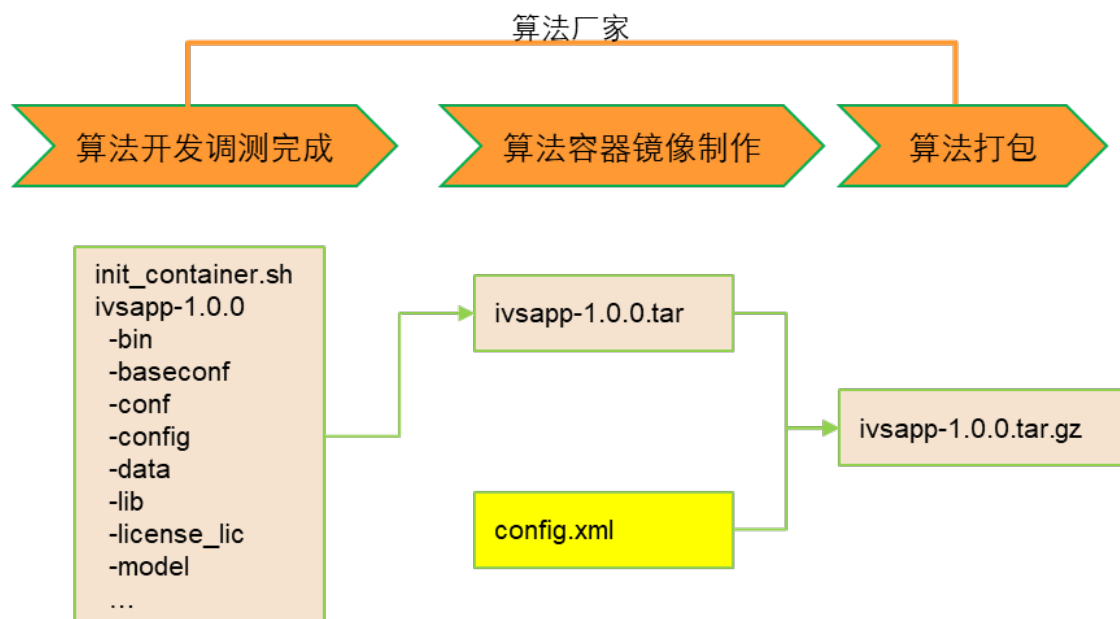 算法厂家
算法开发调测完成
算法容器镜像制作
算法打包
init_container.sh
ivsapp-1.0.0
-bin
-baseconf
-conf
-config
-data
-lib
-license_lic
-model
…
ivsapp-1.0.0.tar
config.xml
ivsapp-1.0.0.tar.gz